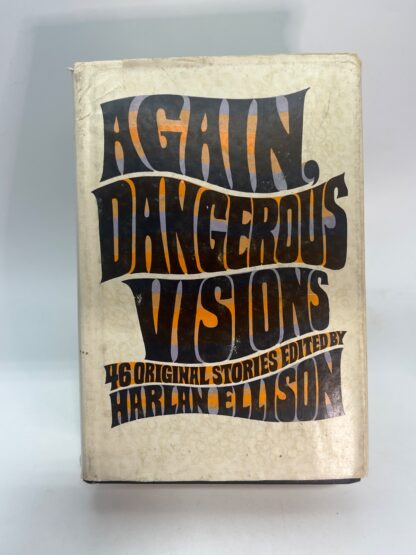 AGAIN,
DANGEROUS
VISIONS
46 ORIGINAL STORIES EDITED BY
HARLAN ELLISON